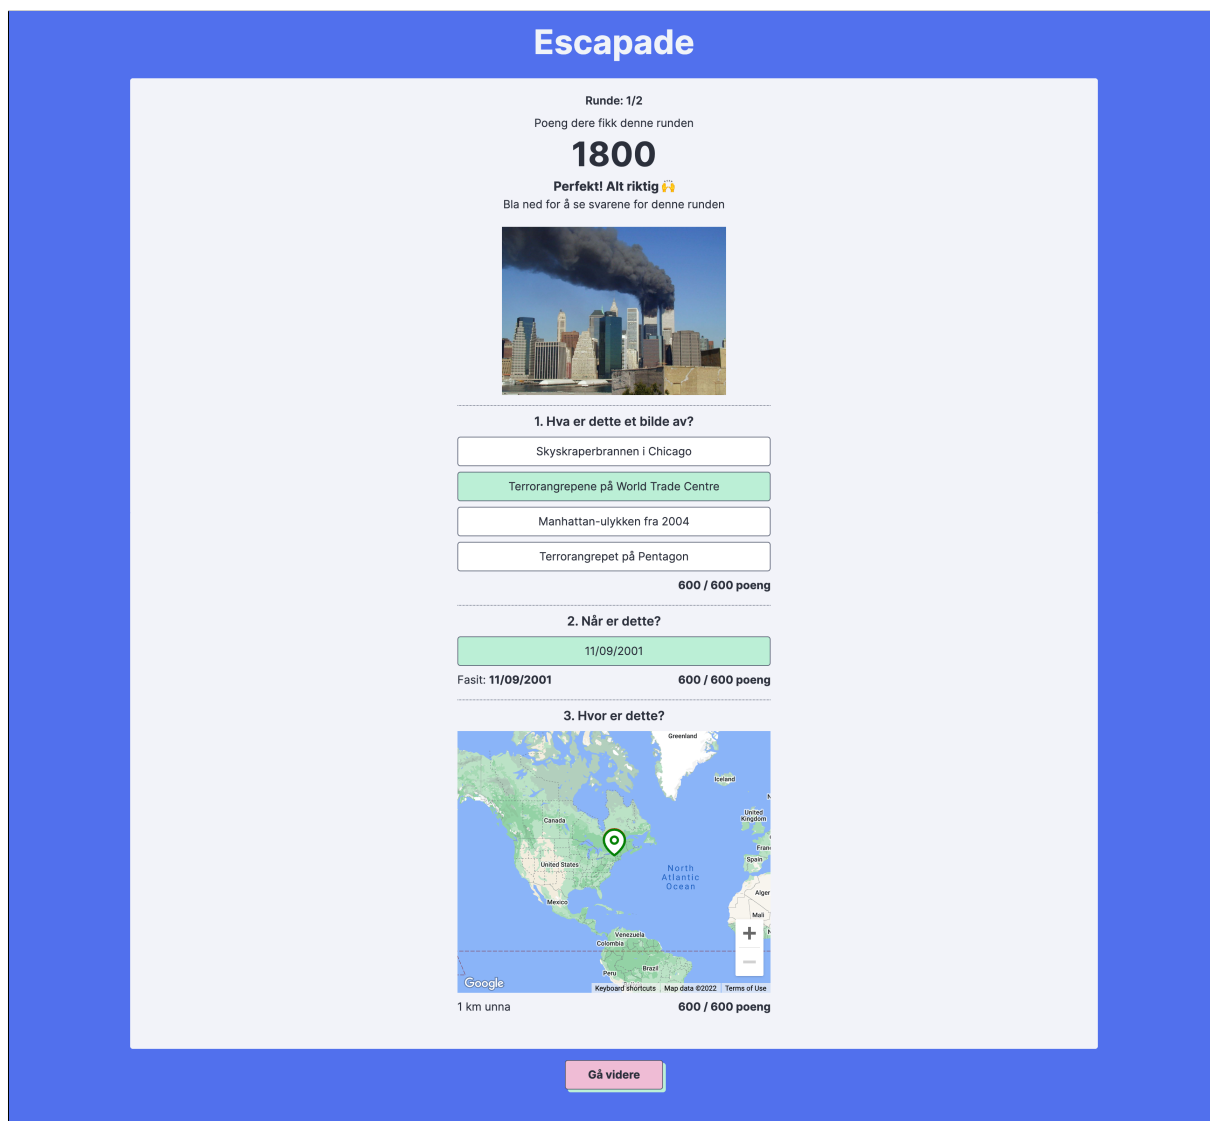 Escapade
Runde: 1/2
Poeng dere fikk denne runden
1800
Perfekt! Alt riktig 🙌
Bla ned for å se svarene for denne runden
1. Hva er dette et bilde av?
Skyskraperbrannen i Chicago
Terrorangrepene på World Trade Centre
Manhattan-ulykken fra 2004
Terrorangrepet på Pentagon
600 / 600 poeng
2. Når er dette?
11/09/2001
Fasit: 11/09/2001 600 / 600 poeng
3. Hvor er dette?
Greenland
Iceland
Canada
United
Kingdom
Spain
United States
North
Atlantic
Ocean
Alger
Mexico
Mali
Venezuela
Colombia
Peru
Brazil
Google
Keyboard shortcuts Map data ©2022 Terms of Use
1 km unna 600 / 600 poeng
Gå videre